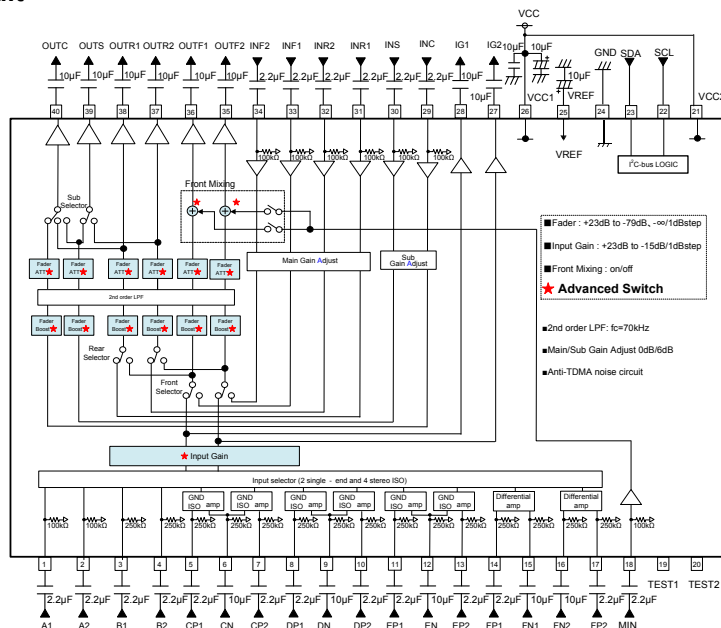 VCC
OUTC OUTS OUTR1 OUTR2 OUTF1 OUTF2 INF2 INF1 INR2 INR1 INS INC IG1 IG2 10μF 10μF GND SDA SCL
10μF 10μF 10μF 10μF 10μF 10μF 2.2μF 2.2μF 2.2μF 2.2μF 2.2μF 2.2μF 10μF 10μF 10μF
VCC1 VREF VCC2
40 39 38 37 36 35 34 33 32 31 30 29 28 27 26 25 24 23 22 21
VREF
I²C-bus LOGIC
100kΩ 100kΩ 100kΩ 100kΩ 100kΩ 100kΩ
Front Mixing
Sub
Selector
■Fader : +23dB to -79dB、-∞/1dBstep
■Input Gain : +23dB to -15dB/1dBstep
■Front Mixing : on/off
★ Advanced Switch
Main Gain Adjust
Sub
Gain Adjust
Fader Fader Fader Fader Fader Fader
ATT★ ATT★ ATT★ ATT★ ATT★ ATT★
2nd order LPF
Fader Fader Fader Fader Fader Fader
Boost★ Boost★ Boost★ Boost★ Boost★ Boost★
■2nd order LPF: fc=70kHz
■Main/Sub Gain Adjust 0dB/6dB
■Anti-TDMA noise circuit
Rear
Selector
Front
Selector
★ Input Gain
Input selector (2 single - end and 4 stereo ISO)
GND GND GND GND GND GND Differential Differential
ISO amp ISO amp ISO amp ISO amp ISO amp ISO amp amp amp
100kΩ 100kΩ 100kΩ 100kΩ 250kΩ 250kΩ 250kΩ 250kΩ 250kΩ 250kΩ 250kΩ 250kΩ 250kΩ 250kΩ 250kΩ 250kΩ 250kΩ 100kΩ
1 2 3 4 5 6 7 8 9 10 11 12 13 14 15 16 17 18 19 20
TEST1 TEST2
2.2μF 2.2μF 2.2μF 2.2μF 2.2μF 10μF 2.2μF 2.2μF 10μF 2.2μF 2.2μF 10μF 2.2μF 2.2μF 10μF 10μF 2.2μF 2.2μF
A1 A2 B1 B2 CP1 CN CP2 DP1 DN DP2 EP1 EN EP2 FP1 FN1 FN2 FP2 MIN